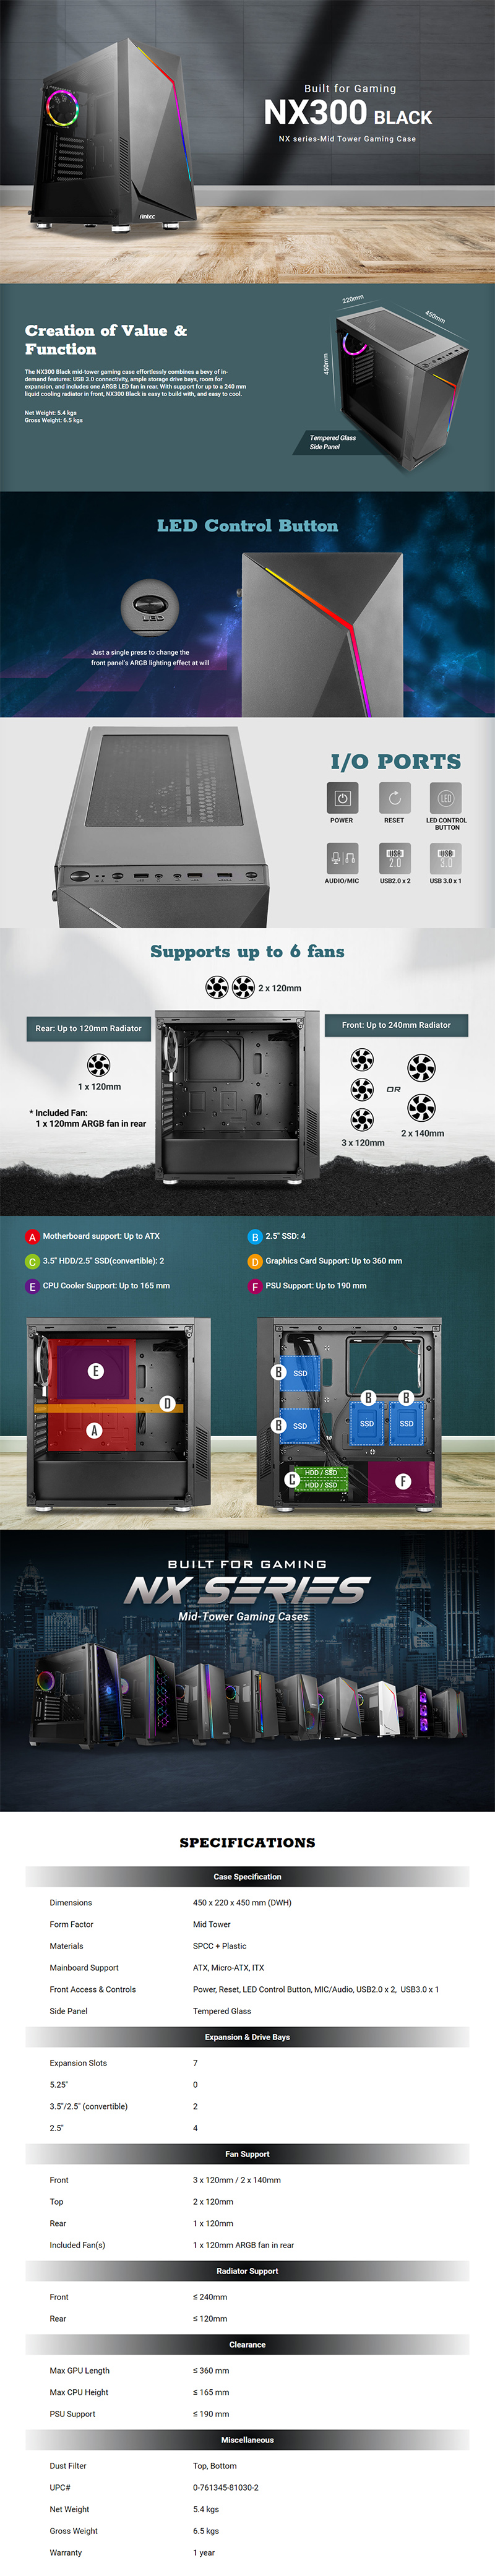 Built for Gaming
NX300 BLACK
NX series-Mid Tower Gaming Case
Antec
Creation of Value &
Function
The NX300 Black mid-tower gaming case effortlessly combines a bevy of in-
demand features: USB 3.0 connectivity, ample storage drive bays, room for
expansion, and includes one ARGB LED fan in rear. With support for up to a 240 mm
liquid cooling radiator in front, NX300 Black is easy to build with, and easy to cool.
Net Weight: 5.4 kgs
Gross Weight: 6.5 kgs
220mm
450mm
450mm
Tempered Glass
Side Panel
LED Control Button
LED
Just a single press to change the
front panel's ARGB lighting effect at will
I/O PORTS
LED
POWER
RESET
LED CONTROL
BUTTON
USB
2.0
USB
3.0
AUDIO/MIC
USB2.0 x 2
USB 3.0 x 1
Supports up to 6 fans
2 x 120mm
Rear: Up to 120mm Radiator
Front: Up to 240mm Radiator
1 x 120mm
OR
* Included Fan:
1 x 120mm ARGB fan in rear
3 x 120mm
2 x 140mm
A Motherboard support: Up to ATX
B 2.5" SSD: 4
C 3.5" HDD/2.5" SSD(convertible): 2
D Graphics Card Support: Up to 360 mm
E CPU Cooler Support: Up to 165 mm
F PSU Support: Up to 190 mm
E
D
A
B SSD
B SSD
B SSD
B SSD
C HDD / SSD
HDD / SSD
F
BUILT FOR GAMING
NX SERIES
Mid-Tower Gaming Cases
SPECIFICATIONS
Case Specification
Dimensions 450 x 220 x 450 mm (DWH)
Form Factor Mid Tower
Materials SPCC + Plastic
Mainboard Support ATX, Micro-ATX, ITX
Front Access & Controls Power, Reset, LED Control Button, MIC/Audio, USB2.0 x 2, USB3.0 x 1
Side Panel Tempered Glass
Expansion & Drive Bays
Expansion Slots 7
5.25" 0
3.5"/2.5" (convertible) 2
2.5" 4
Fan Support
Front 3 x 120mm / 2 x 140mm
Top 2 x 120mm
Rear 1 x 120mm
Included Fan(s) 1 x 120mm ARGB fan in rear
Radiator Support
Front ≤ 240mm
Rear ≤ 120mm
Clearance
Max GPU Length ≤ 360 mm
Max CPU Height ≤ 165 mm
PSU Support ≤ 190 mm
Miscellaneous
Dust Filter Top, Bottom
UPC# 0-761345-81030-2
Net Weight 5.4 kgs
Gross Weight 6.5 kgs
Warranty 1 year